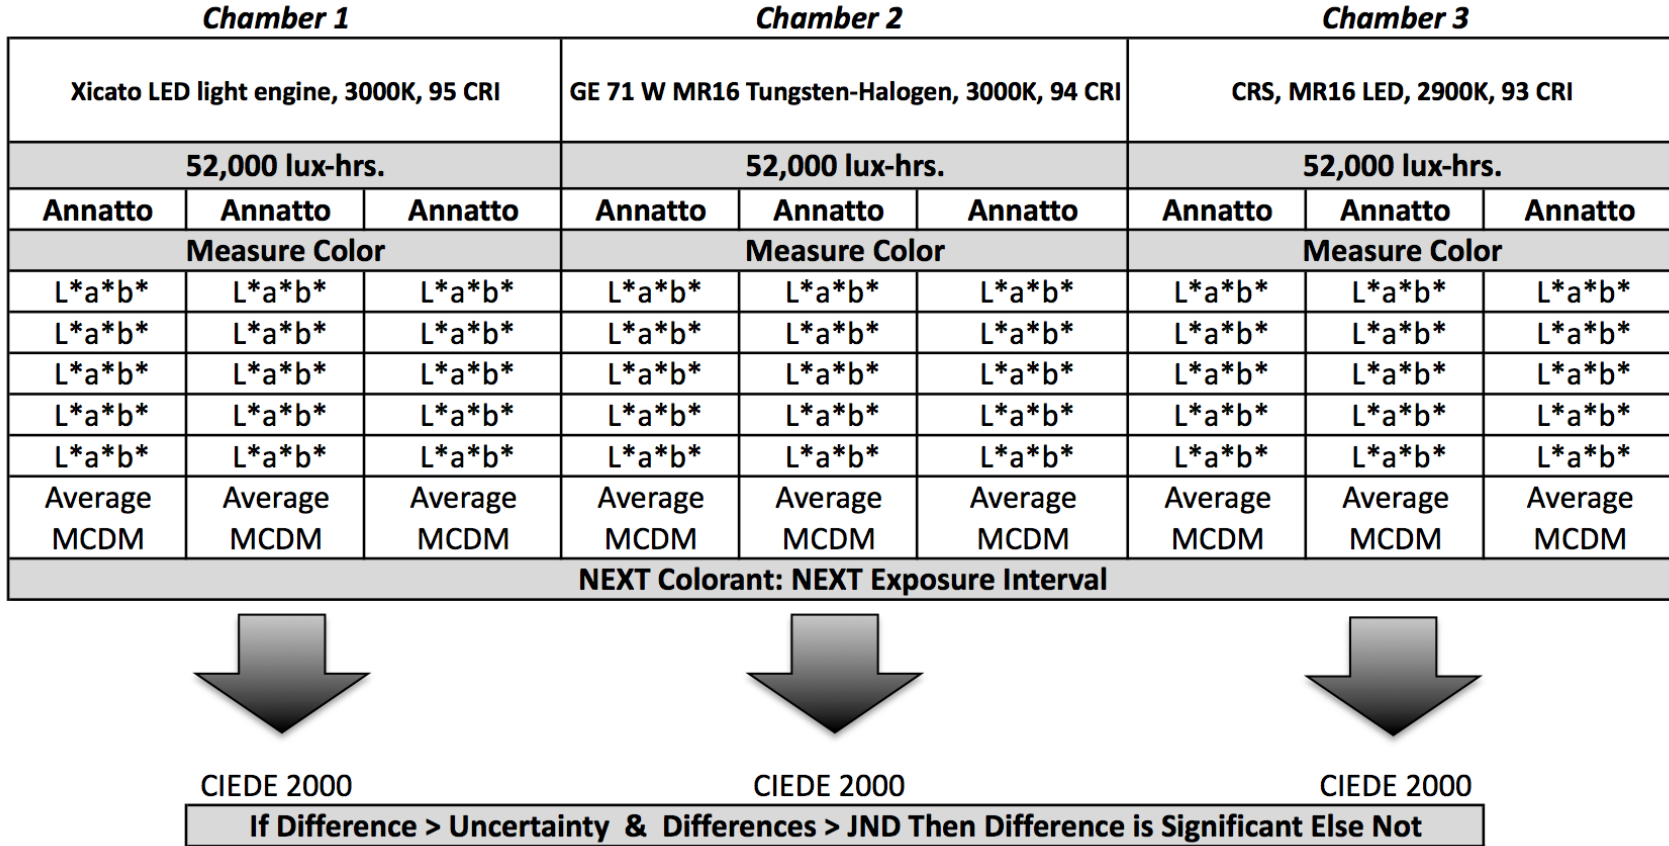 Chamber 1 Chamber 2 Chamber 3
Xicato LED light engine, 3000K, 95 CRI GE 71 W MR16 Tungsten-Halogen, 3000K, 94 CRI CRS, MR16 LED, 2900K, 93 CRI
52,000 lux-hrs. 52,000 lux-hrs. 52,000 lux-hrs.
Annatto Annatto Annatto Annatto Annatto Annatto Annatto Annatto Annatto
Measure Color Measure Color Measure Color
L*a*b* L*a*b* L*a*b* L*a*b* L*a*b* L*a*b* L*a*b* L*a*b* L*a*b*
L*a*b* L*a*b* L*a*b* L*a*b* L*a*b* L*a*b* L*a*b* L*a*b* L*a*b*
L*a*b* L*a*b* L*a*b* L*a*b* L*a*b* L*a*b* L*a*b* L*a*b* L*a*b*
L*a*b* L*a*b* L*a*b* L*a*b* L*a*b* L*a*b* L*a*b* L*a*b* L*a*b*
L*a*b* L*a*b* L*a*b* L*a*b* L*a*b* L*a*b* L*a*b* L*a*b* L*a*b*
Average Average Average Average Average Average Average Average Average
MCDM MCDM MCDM MCDM MCDM MCDM MCDM MCDM MCDM
NEXT Colorant: NEXT Exposure Interval
CIEDE 2000 CIEDE 2000 CIEDE 2000
If Difference > Uncertainty & Differences > JND Then Difference is Significant Else Not